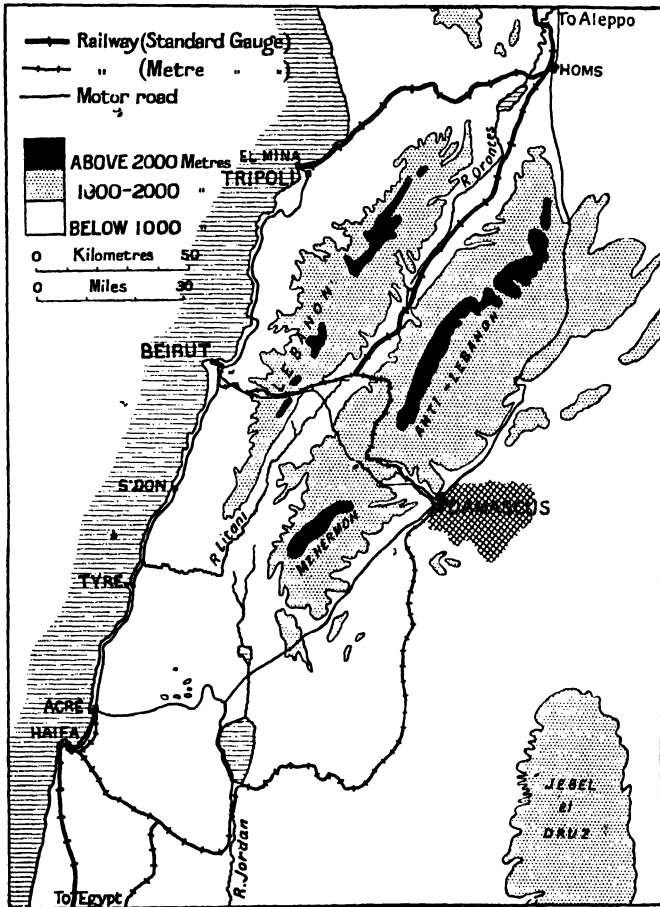 To Aleppo
Railway (Standard Gauge)
" (Metre " ")
Motor road
HOMS
ABOVE 2000 Metres
1000-2000 "
BELOW 1000 "
EL MINA
TRIPOLI
R. Orontes
0 Kilometres 50
0 Miles 30
LEBANON
BEIRUT
ANTI-LEBANON
SIDON
DAMASCUS
R Litani
Mt HERMON
TYRE
ACRE
HAIFA
JEBEL
el
DRUZ
R. Jordan
To Egypt